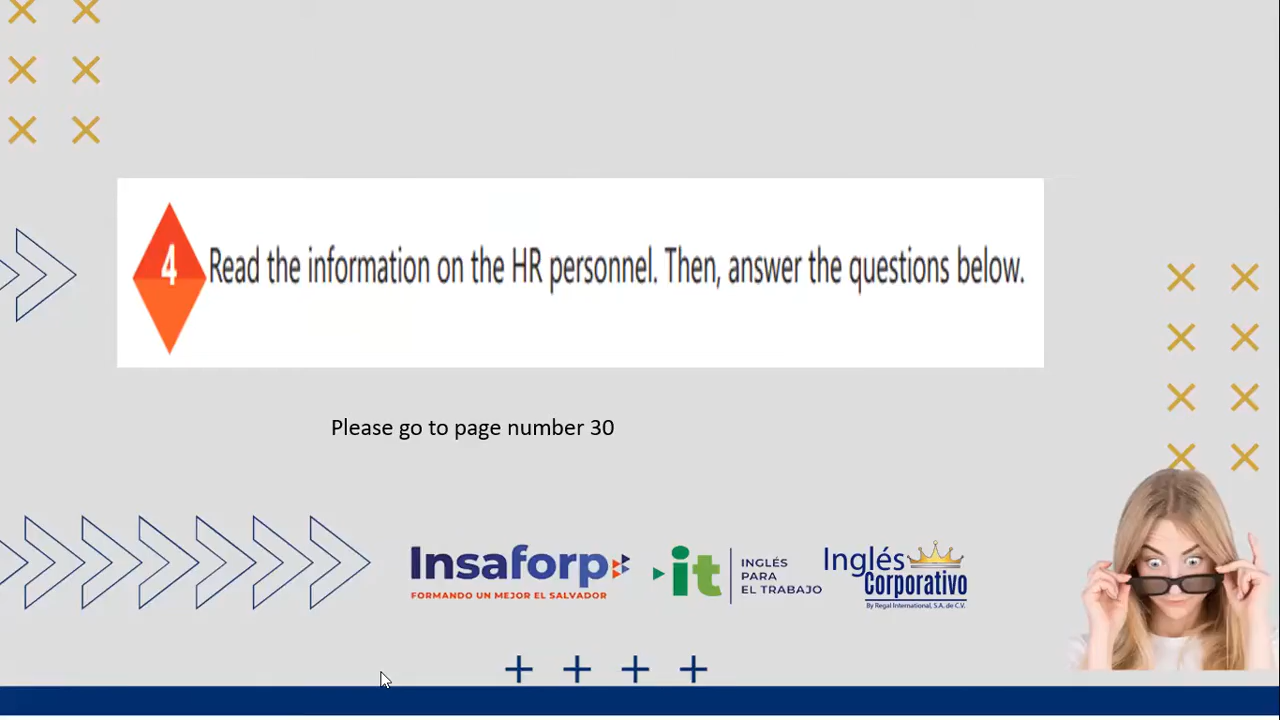 4 Read the information on the HR personnel. Then, answer the questions below.
Please go to page number 30
Insaforp
FORMANDO UN MEJOR EL SALVADOR
it
INGLÉS
PARA
EL TRABAJO
Inglés
Corporativo
By Regal International, S.A. de C.V.